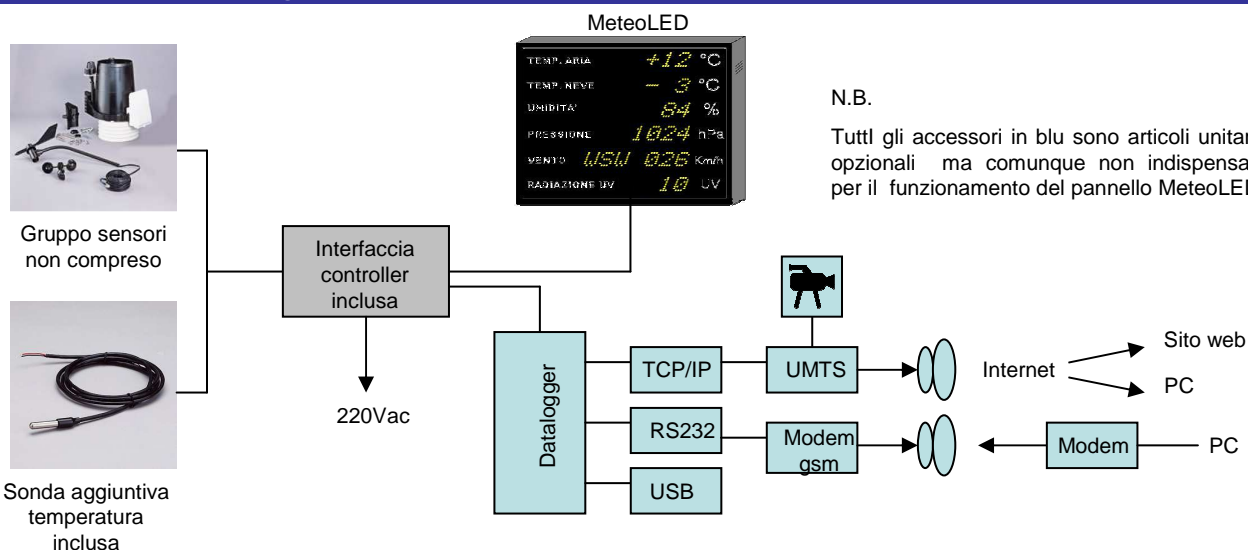 MeteoLED
TEMP. ARIA +12 °C
TEMP. NEVE - 3 °C
UMIDITA' 84 %
PRESSIONE 1024 hPa
VENTO WSW 026 Km/h
RADIAZIONE UV 10 UV
N.B.
TuttI gli accessori in blu sono articoli unitar
opzionali ma comunque non indispensa
per il funzionamento del pannello MeteoLED
Gruppo sensori
non compreso
Interfaccia
controller
inclusa
220Vac
Sonda aggiuntiva
temperatura
inclusa
Datalogger
TCP/IP
UMTS
Internet
Sito web
PC
RS232
Modem
gsm
Modem
PC
USB